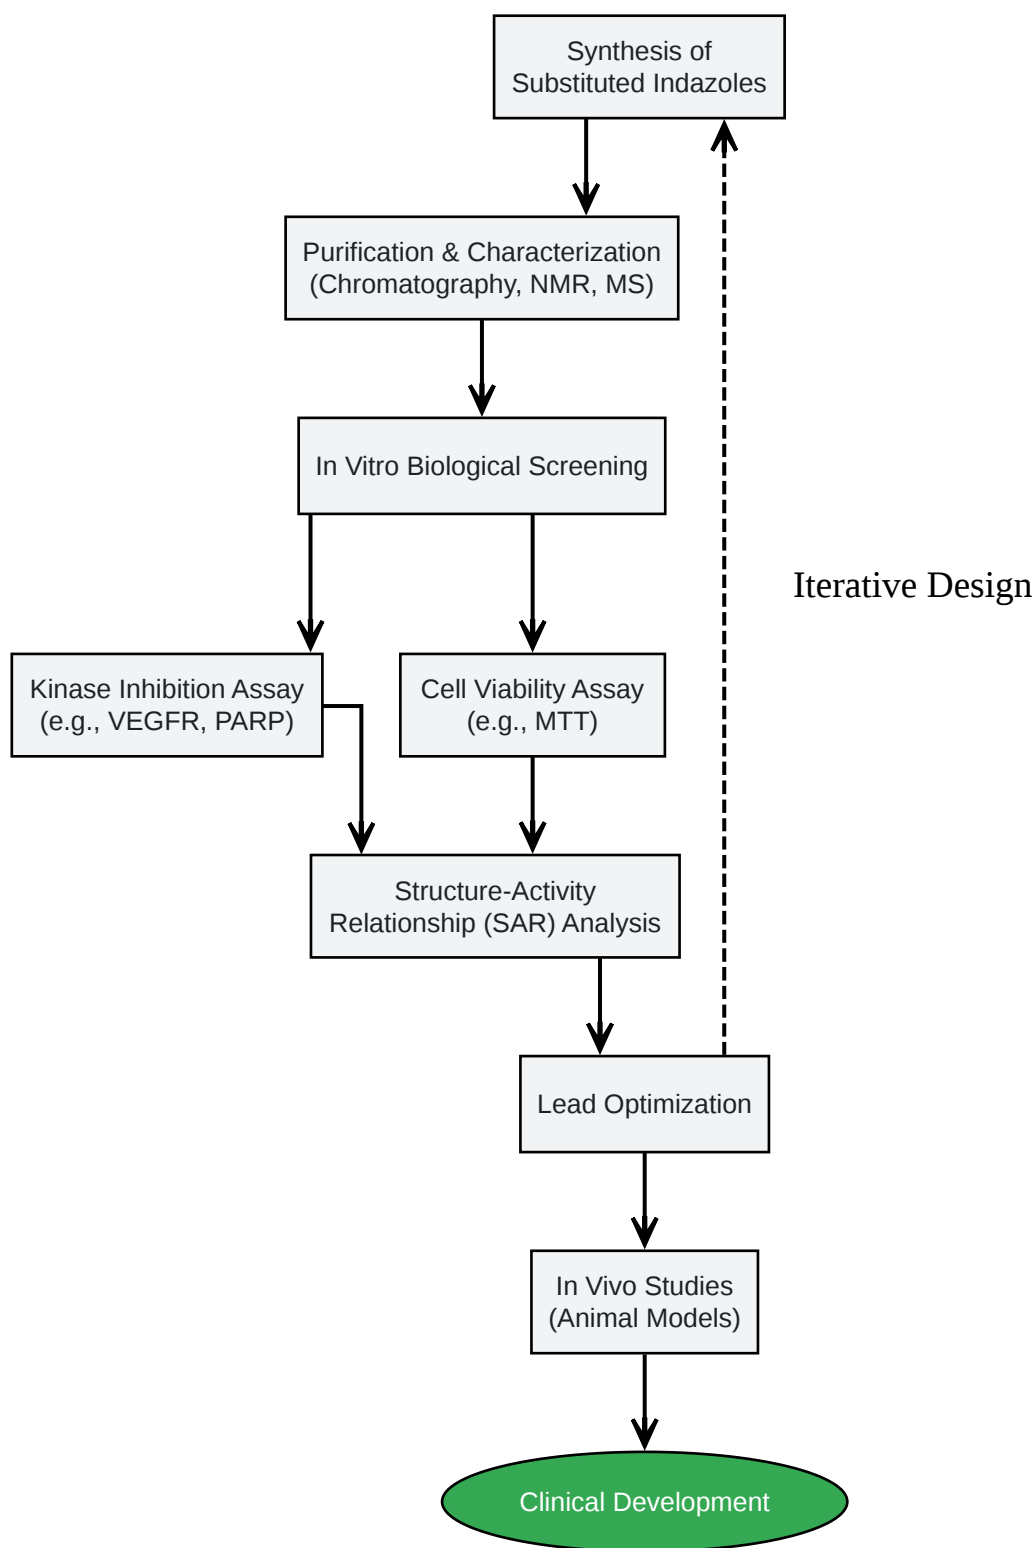 Synthesis of
Substituted Indazoles
Purification & Characterization
(Chromatography, NMR, MS)
In Vitro Biological Screening
Iterative Design
Kinase Inhibition Assay
(e.g., VEGFR, PARP)
Cell Viability Assay
(e.g., MTT)
Structure-Activity
Relationship (SAR) Analysis
Lead Optimization
In Vivo Studies
(Animal Models)
Clinical Development